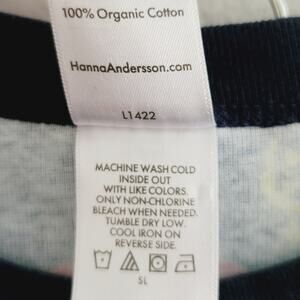 100% Organic Cotton
HannaAndersson.com
L1422
MACHINE WASH COLD
INSIDE OUT
WITH LIKE COLORS.
ONLY NON-CHLORINE
BLEACH WHEN NEEDED.
TUMBLE DRY LOW.
COOL IRON ON
REVERSE SIDE.
SL